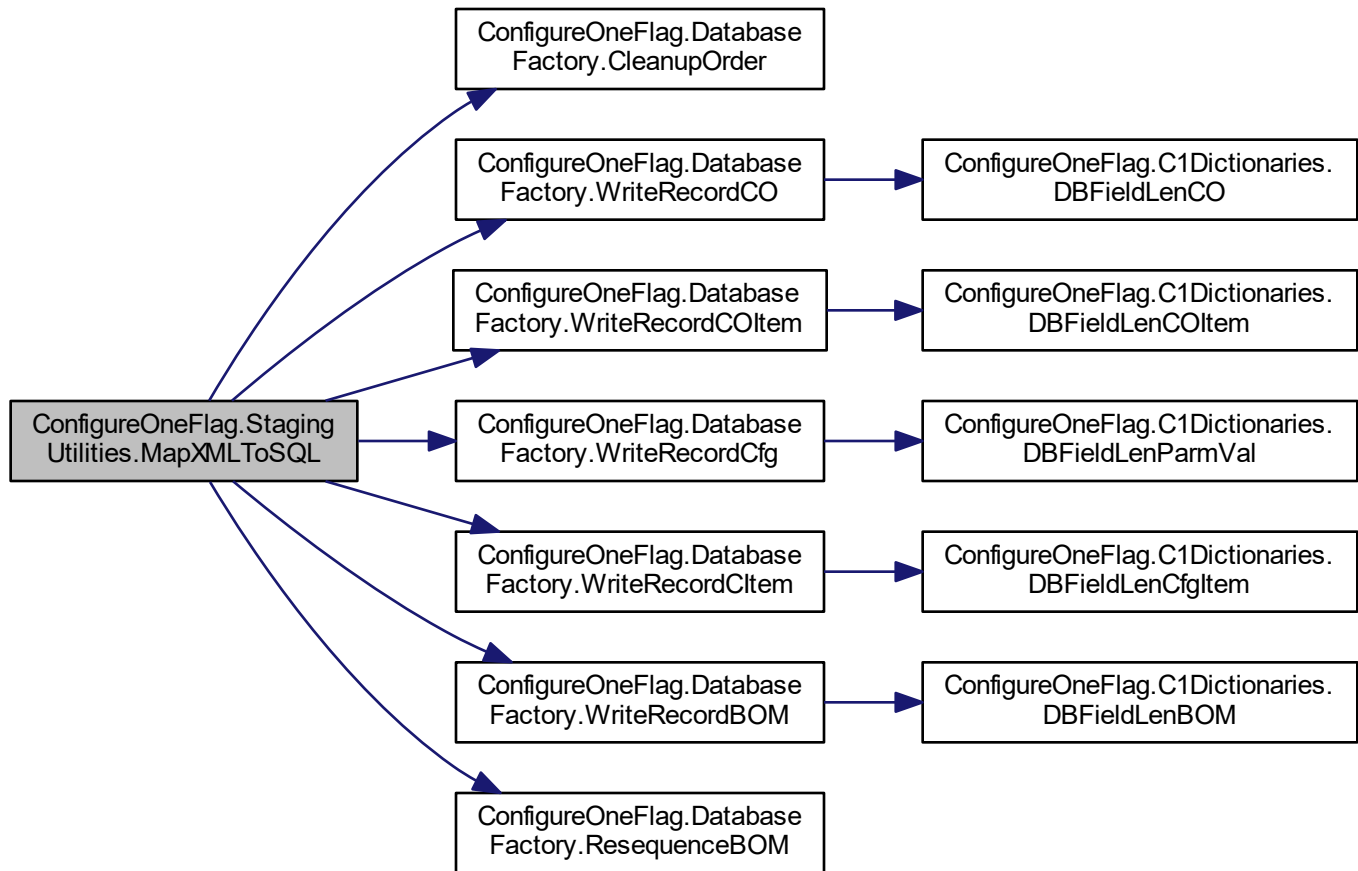 ConfigureOneFlag.Database
Factory.CleanupOrder
ConfigureOneFlag.Database
Factory.WriteRecordCO
ConfigureOneFlag.C1Dictionaries.
DBFieldLenCO
ConfigureOneFlag.Database
Factory.WriteRecordCOItem
ConfigureOneFlag.C1Dictionaries.
DBFieldLenCOItem
ConfigureOneFlag.Staging
Utilities.MapXMLToSQL
ConfigureOneFlag.Database
Factory.WriteRecordCfg
ConfigureOneFlag.C1Dictionaries.
DBFieldLenParmVal
ConfigureOneFlag.Database
Factory.WriteRecordCItem
ConfigureOneFlag.C1Dictionaries.
DBFieldLenCfgItem
ConfigureOneFlag.Database
Factory.WriteRecordBOM
ConfigureOneFlag.C1Dictionaries.
DBFieldLenBOM
ConfigureOneFlag.Database
Factory.ResequenceBOM